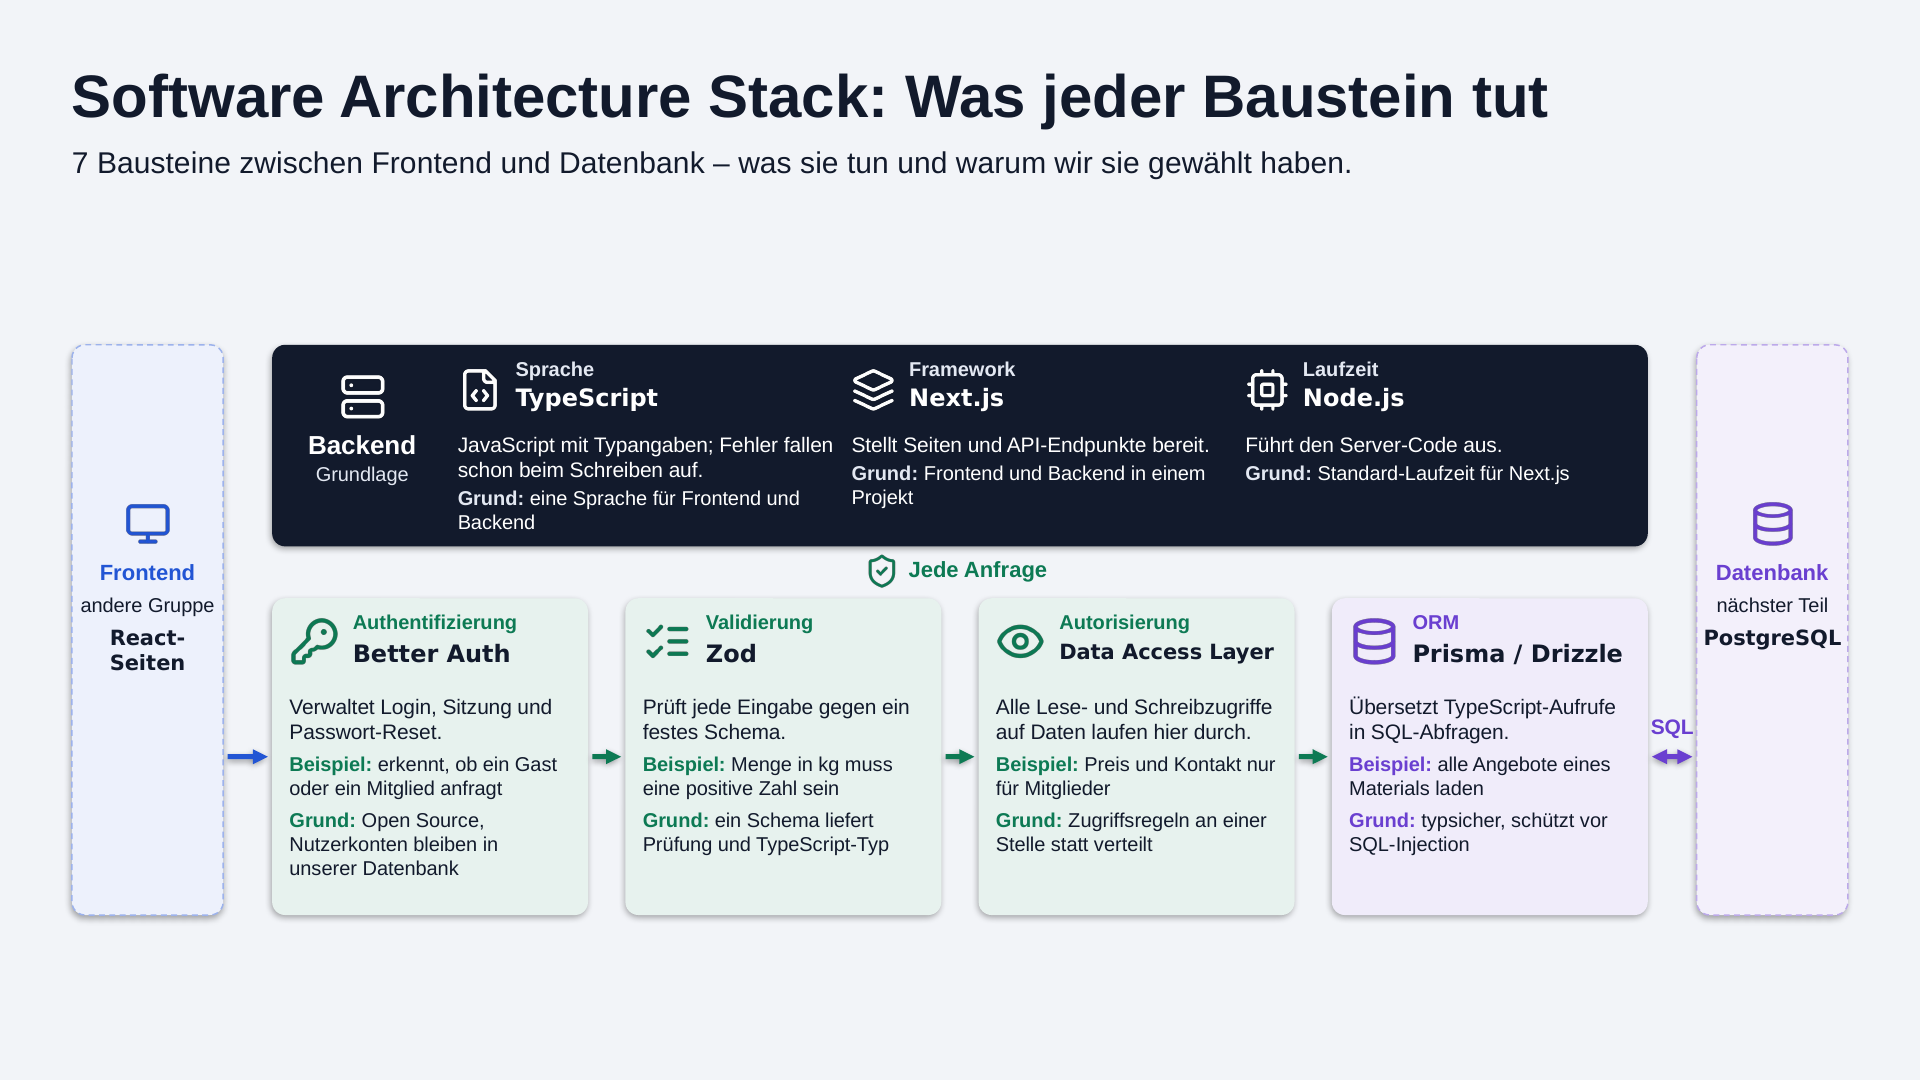 Software Architecture Stack: Was jeder Baustein tut
7 Bausteine zwischen Frontend und Datenbank – was sie tun und warum wir sie gewählt haben.
Frontend
andere Gruppe
React-
Seiten
Backend
Grundlage
Sprache
TypeScript
JavaScript mit Typangaben; Fehler fallen
schon beim Schreiben auf.
Grund: eine Sprache für Frontend und
Backend
Framework
Next.js
Stellt Seiten und API-Endpunkte bereit.
Grund: Frontend und Backend in einem
Projekt
Laufzeit
Node.js
Führt den Server-Code aus.
Grund: Standard-Laufzeit für Next.js
Jede Anfrage
Authentifizierung
Better Auth
Verwaltet Login, Sitzung und
Passwort-Reset.
Beispiel: erkennt, ob ein Gast
oder ein Mitglied anfragt
Grund: Open Source,
Nutzerkonten bleiben in
unserer Datenbank
Validierung
Zod
Prüft jede Eingabe gegen ein
festes Schema.
Beispiel: Menge in kg muss
eine positive Zahl sein
Grund: ein Schema liefert
Prüfung und TypeScript-Typ
Autorisierung
Data Access Layer
Alle Lese- und Schreibzugriffe
auf Daten laufen hier durch.
Beispiel: Preis und Kontakt nur
für Mitglieder
Grund: Zugriffsregeln an einer
Stelle statt verteilt
ORM
Prisma / Drizzle
Übersetzt TypeScript-Aufrufe
in SQL-Abfragen.
Beispiel: alle Angebote eines
Materials laden
Grund: typsicher, schützt vor
SQL-Injection
SQL
Datenbank
nächster Teil
PostgreSQL